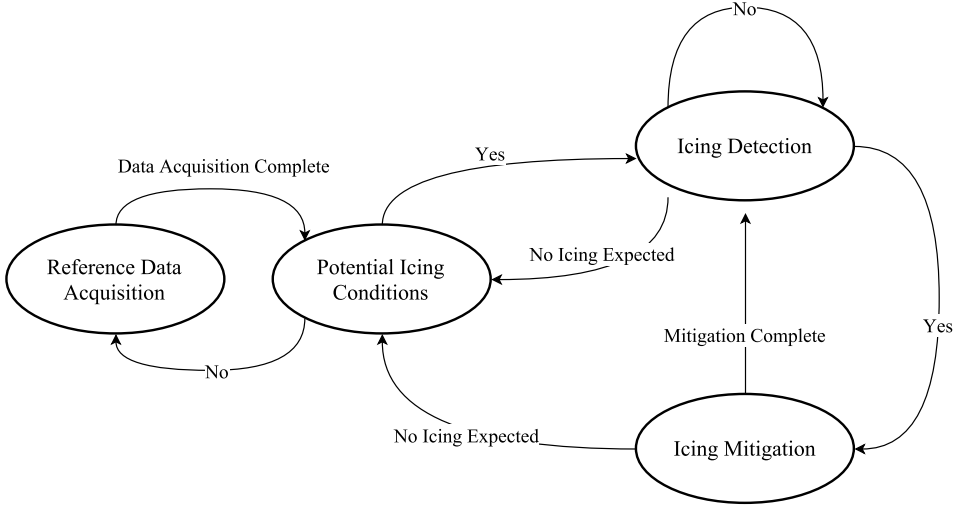 No
Icing Detection
Data Acquisition Complete
Yes
No Icing Expected
Reference Data
Acquisition
Potential Icing
Conditions
Yes
Mitigation Complete
No
No Icing Expected
Icing Mitigation